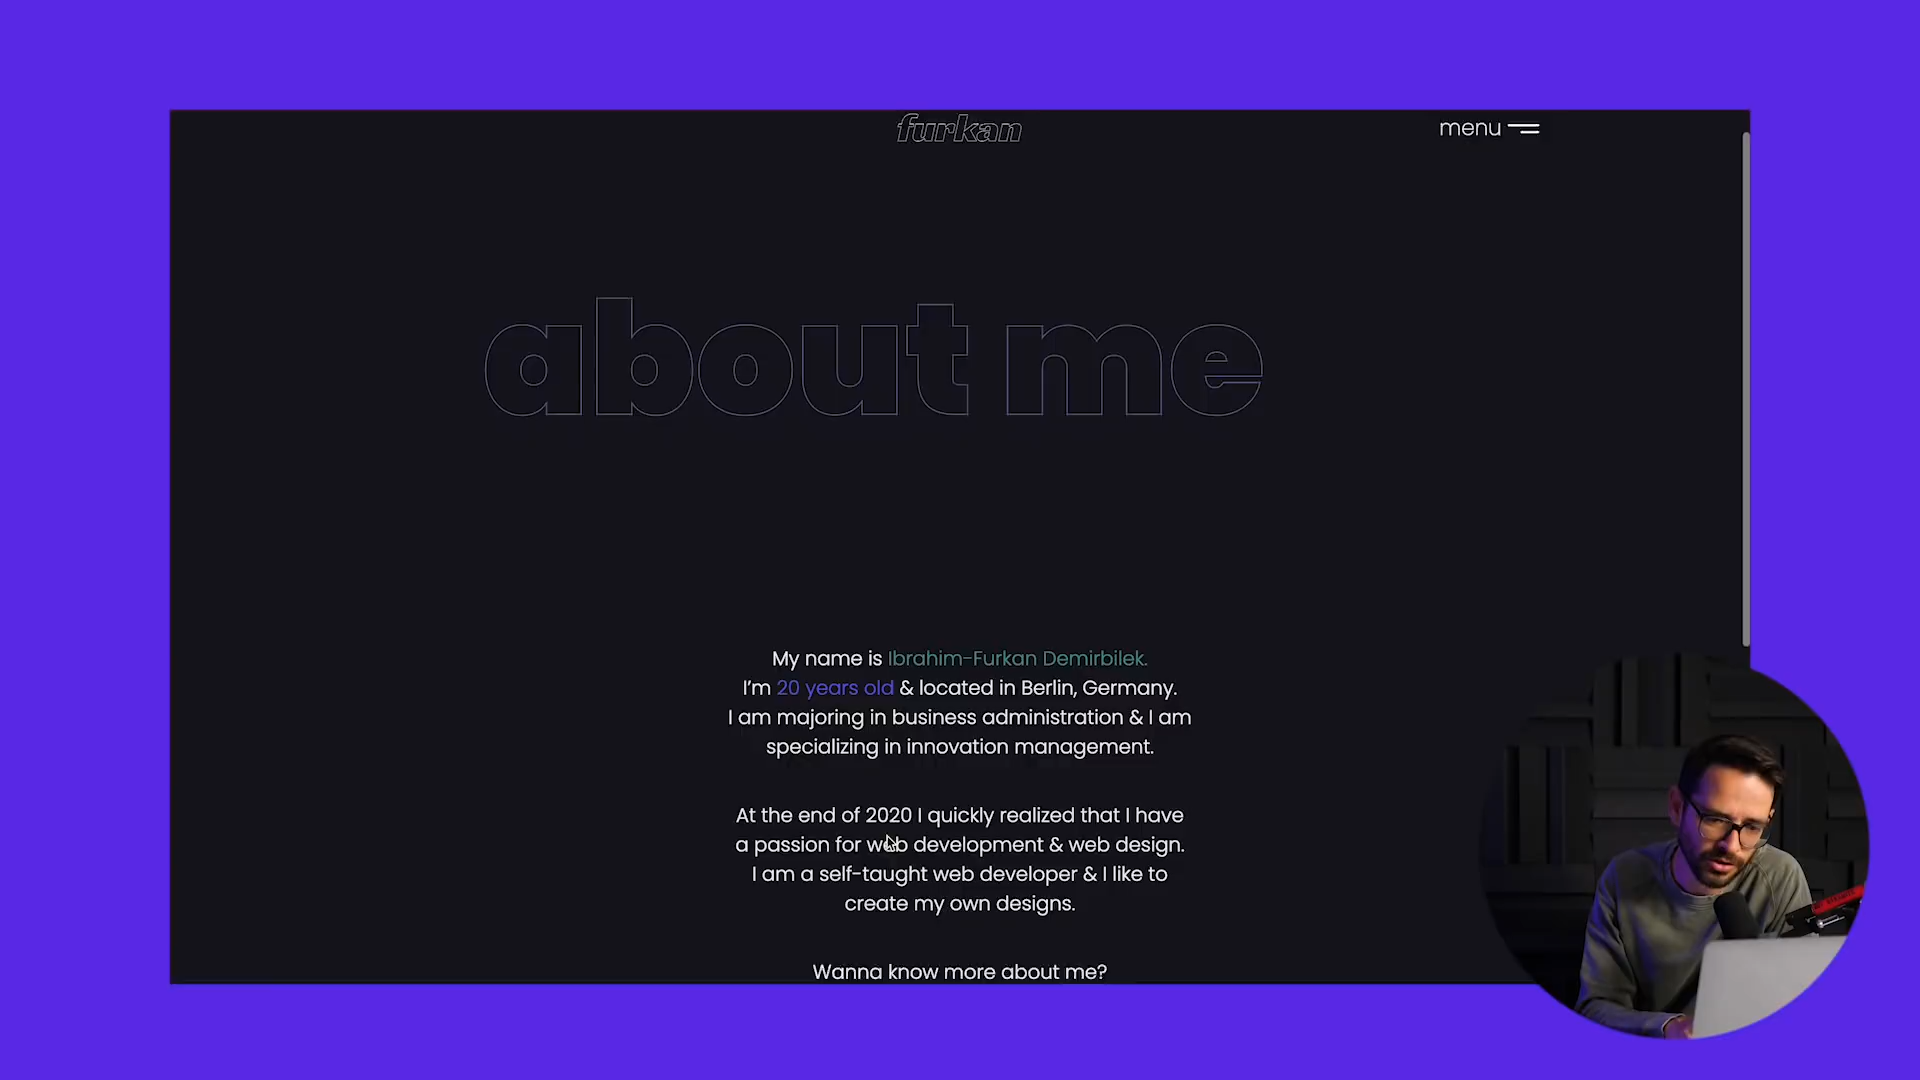 furkan
menu
about me
My name is Ibrahim-Furkan Demirbilek.
I'm 20 years old & located in Berlin, Germany.
I am majoring in business administration & I am
specializing in innovation management.
At the end of 2020 I quickly realized that I have
a passion for web development & web design.
I am a self-taught web developer & I like to
create my own designs.
Wanna know more about me?